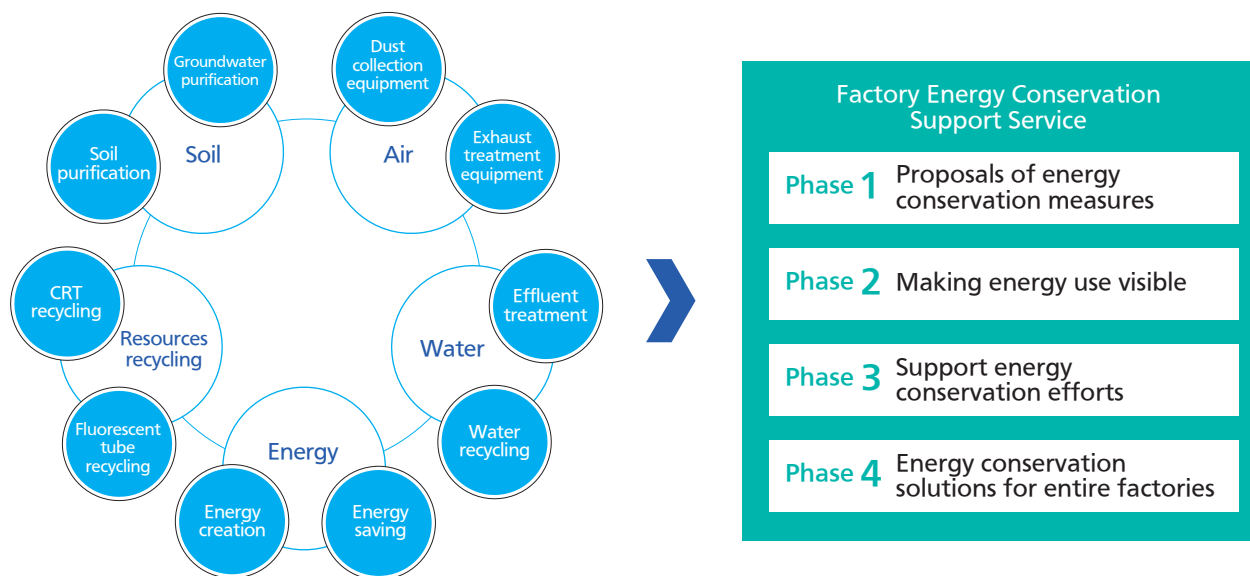 Groundwater
purification
Soil
purification
Soil
Dust
collection
equipment
Exhaust
treatment
equipment
Air
CRT
recycling
Resources
recycling
Fluorescent
tube
recycling
Effluent
treatment
Water
Water
recycling
Energy
Energy
creation
Energy
saving
Factory Energy Conservation
Support Service
Phase 1 Proposals of energy
conservation measures
Phase 2 Making energy use visible
Phase 3 Support energy
conservation efforts
Phase 4 Energy conservation
solutions for entire factories